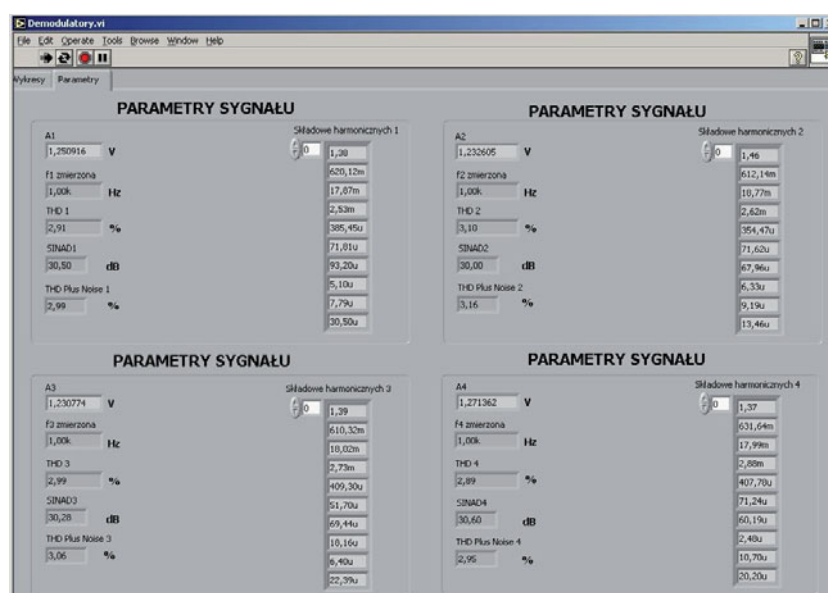 Demodulatory.vi
File Edit Operate Tools Browse Window Help
Wykresy Parametry
PARAMETRY SYGNAŁU
A1
1,250916 V
f1 zmierzona
1,00k Hz
THD 1
2,91 %
SINAD1
30,50 dB
THD Plus Noise 1
2,99 %
Składowe harmonicznych 1
0
1,38
620,12m
17,87m
2,53m
385,45u
71,81u
93,20u
5,10u
7,79u
30,50u
PARAMETRY SYGNAŁU
A2
1,232605 V
f2 zmierzona
1,00k Hz
THD 2
3,10 %
SINAD2
30,00 dB
THD Plus Noise 2
3,16 %
Składowe harmonicznych 2
0
1,46
612,14m
18,77m
2,62m
354,47u
71,62u
67,96u
6,33u
9,19u
13,46u
PARAMETRY SYGNAŁU
A3
1,230774 V
f3 zmierzona
1,00k Hz
THD 3
2,99 %
SINAD3
30,28 dB
THD Plus Noise 3
3,06 %
Składowe harmonicznych 3
0
1,39
610,32m
18,02m
2,73m
409,30u
51,70u
69,44u
18,16u
6,40u
22,39u
PARAMETRY SYGNAŁU
A4
1,271362 V
f4 zmierzona
1,00k Hz
THD 4
2,89 %
SINAD4
30,60 dB
THD Plus Noise 4
2,95 %
Składowe harmonicznych 4
0
1,37
631,64m
17,99m
2,88m
407,70u
71,24u
60,19u
2,48u
10,70u
20,20u